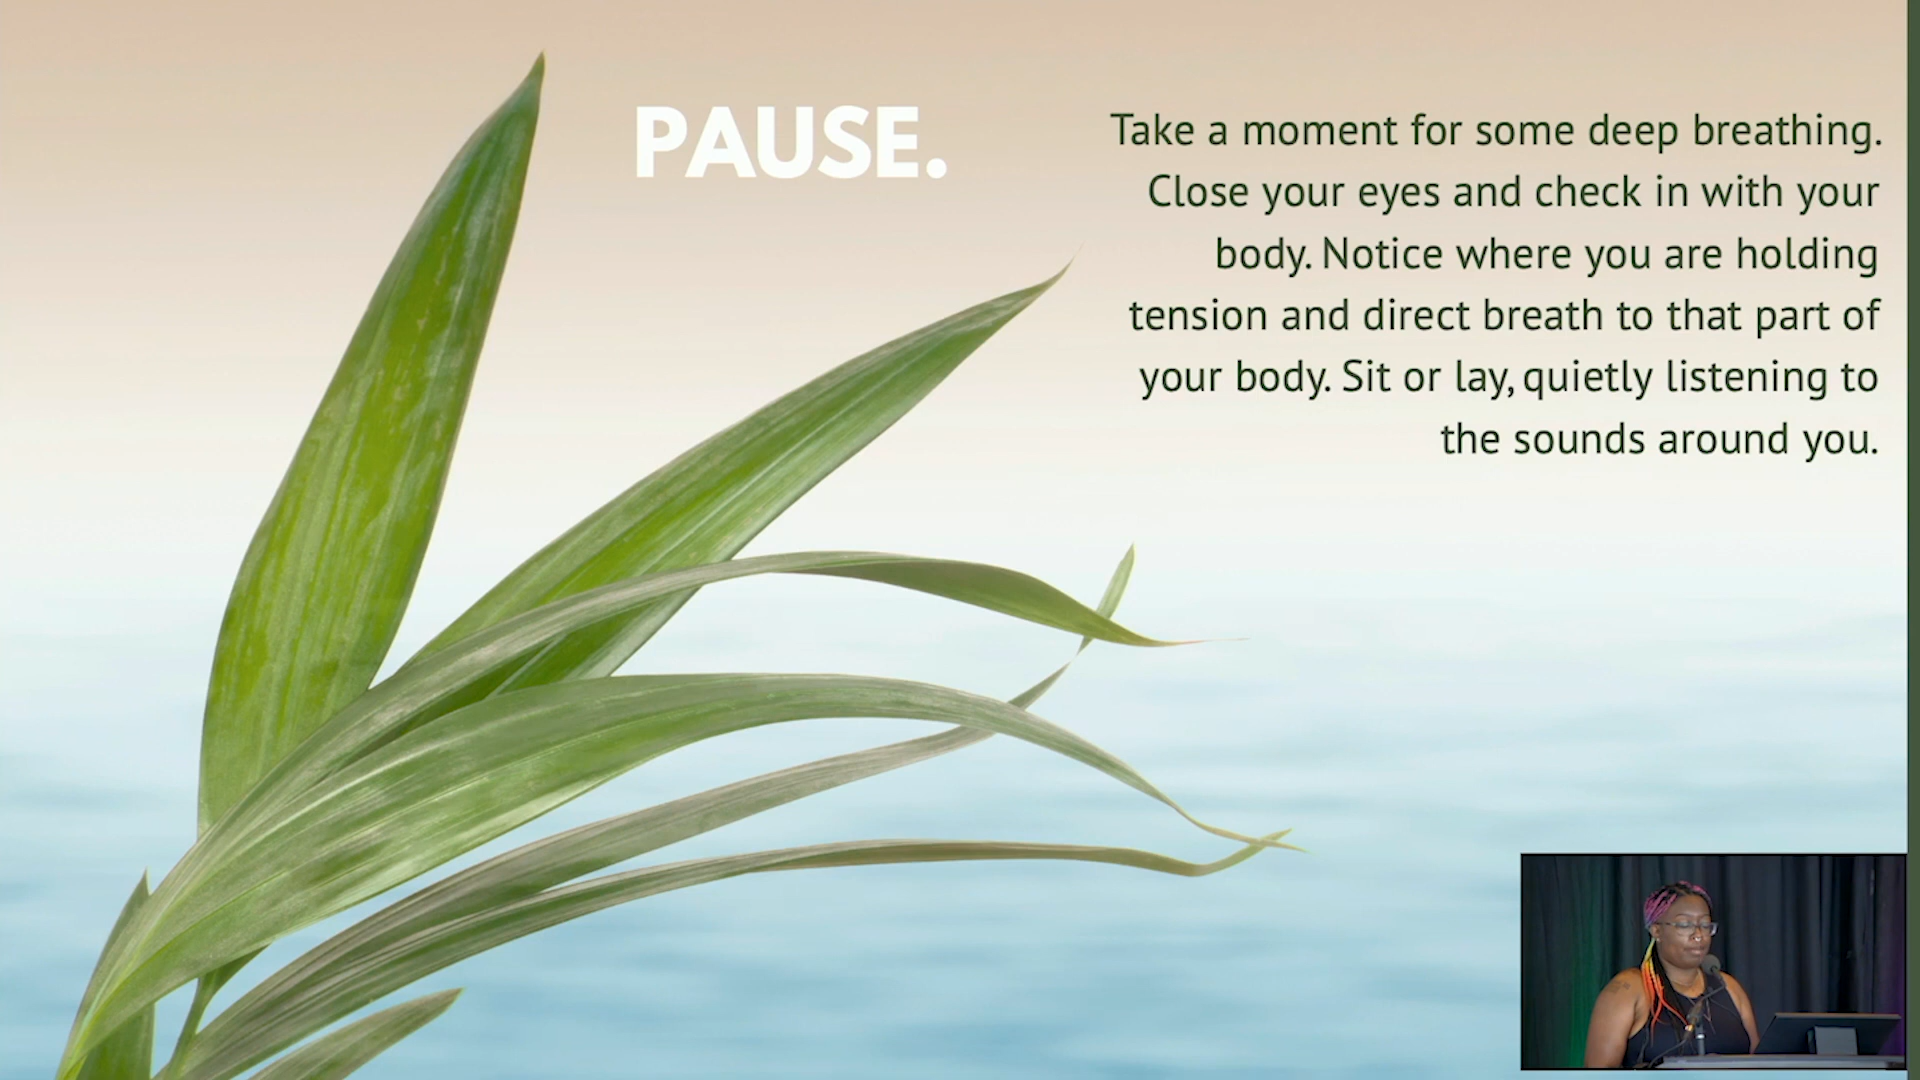 PAUSE.
Take a moment for some deep breathing.
Close your eyes and check in with your
body. Notice where you are holding
tension and direct breath to that part of
your body. Sit or lay, quietly listening to
the sounds around you.